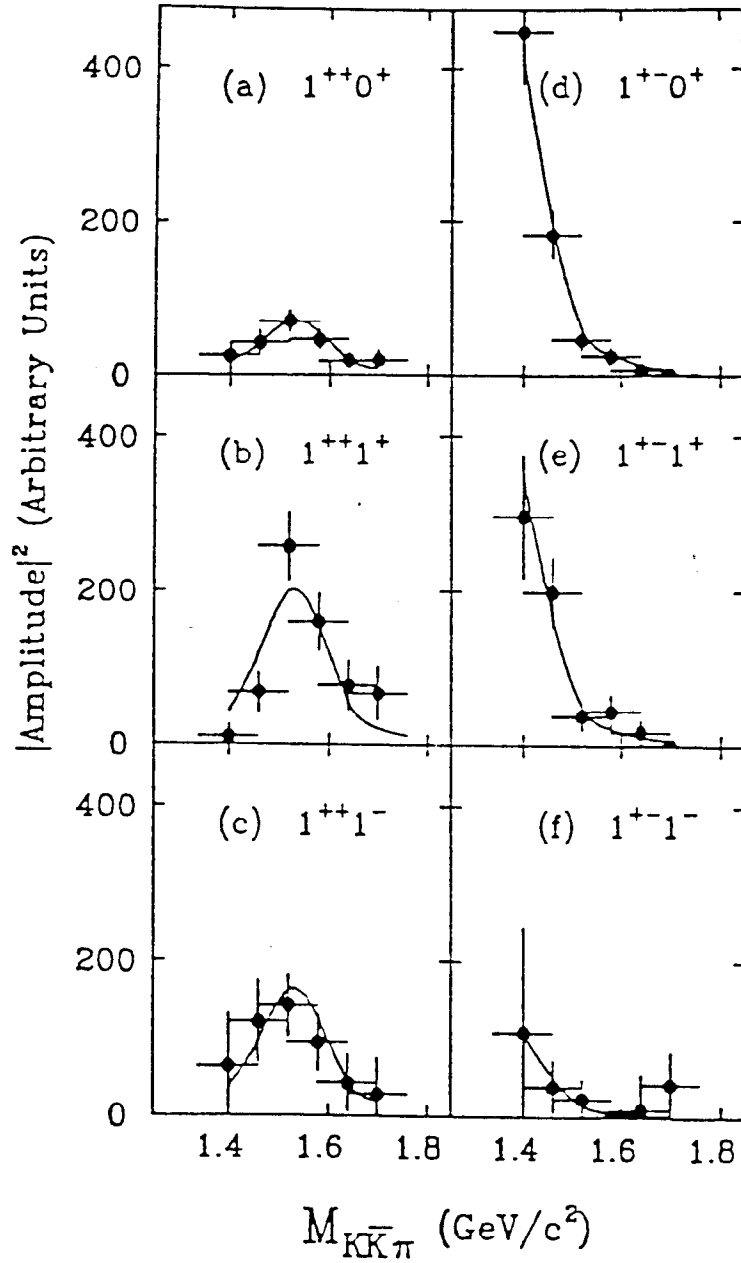 |Amplitude|² (Arbitrary Units)
400
200
0
(a) 1⁺⁺0⁺
(d) 1⁺⁻0⁺
400
200
0
(b) 1⁺⁺1⁺
(e) 1⁺⁻1⁺
400
200
0
(c) 1⁺⁺1⁻
(f) 1⁺⁻1⁻
1.4 1.6 1.8 1.4 1.6 1.8
M_{KK̄π} (GeV/c²)